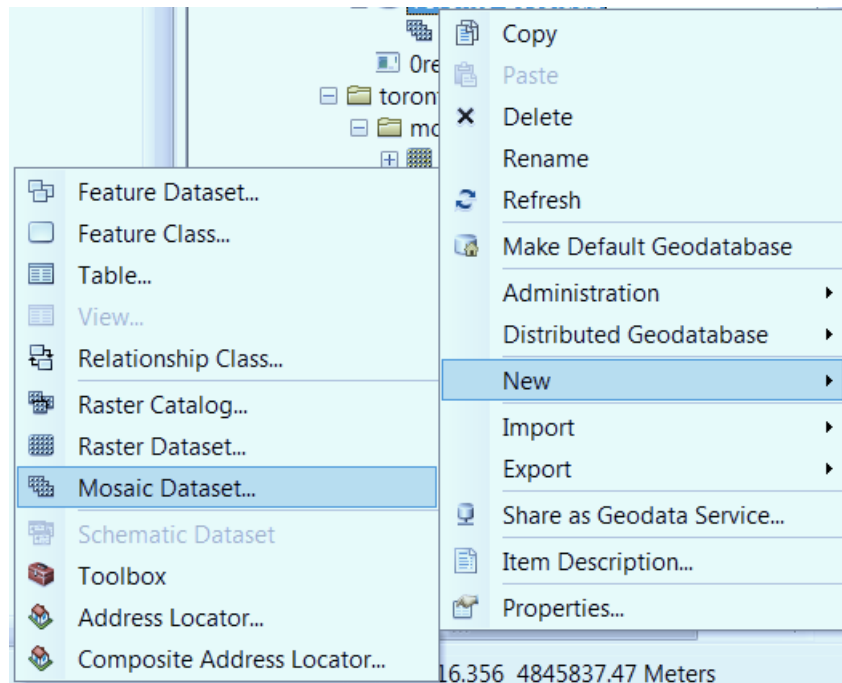 0re
toron
mo
Copy
Paste
Delete
Rename
Refresh
Make Default Geodatabase
Administration
Distributed Geodatabase
New
Import
Export
Share as Geodata Service...
Item Description...
Properties...
Feature Dataset...
Feature Class...
Table...
View...
Relationship Class...
Raster Catalog...
Raster Dataset...
Mosaic Dataset...
Schematic Dataset
Toolbox
Address Locator...
Composite Address Locator...
16.356 4845837.47 Meters